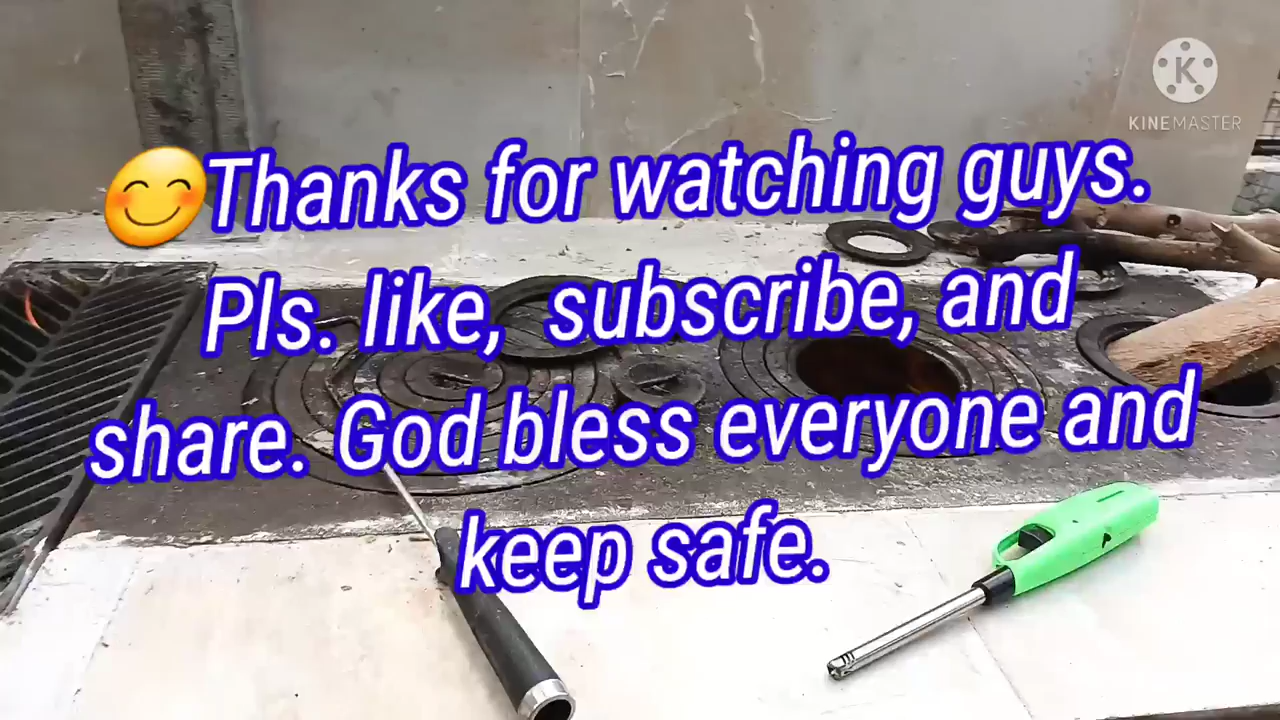 😊Thanks for watching guys.
Pls. like, subscribe, and
share. God bless everyone and
keep safe.
K
KINEMASTER